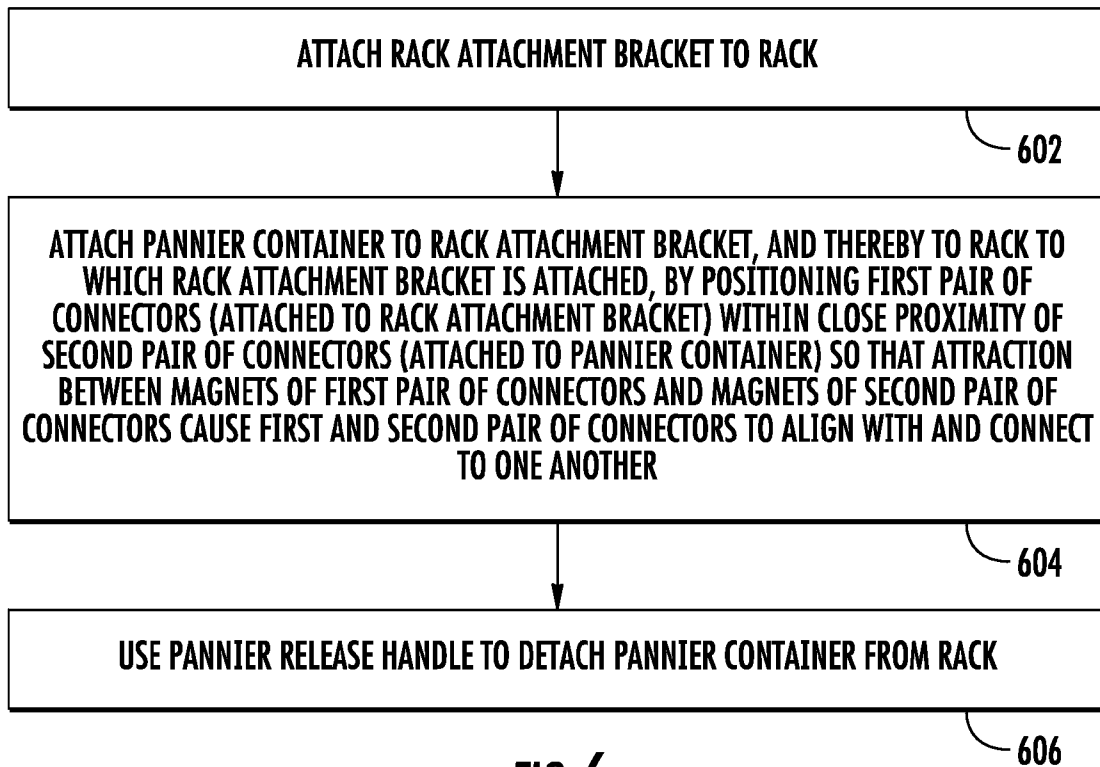 ATTACH RACK ATTACHMENT BRACKET TO RACK
602
ATTACH PANNIER CONTAINER TO RACK ATTACHMENT BRACKET, AND THEREBY TO RACK TO
WHICH RACK ATTACHMENT BRACKET IS ATTACHED, BY POSITIONING FIRST PAIR OF
CONNECTORS (ATTACHED TO RACK ATTACHMENT BRACKET) WITHIN CLOSE PROXIMITY OF
SECOND PAIR OF CONNECTORS (ATTACHED TO PANNIER CONTAINER) SO THAT ATTRACTION
BETWEEN MAGNETS OF FIRST PAIR OF CONNECTORS AND MAGNETS OF SECOND PAIR OF
CONNECTORS CAUSE FIRST AND SECOND PAIR OF CONNECTORS TO ALIGN WITH AND CONNECT
TO ONE ANOTHER
604
USE PANNIER RELEASE HANDLE TO DETACH PANNIER CONTAINER FROM RACK
606